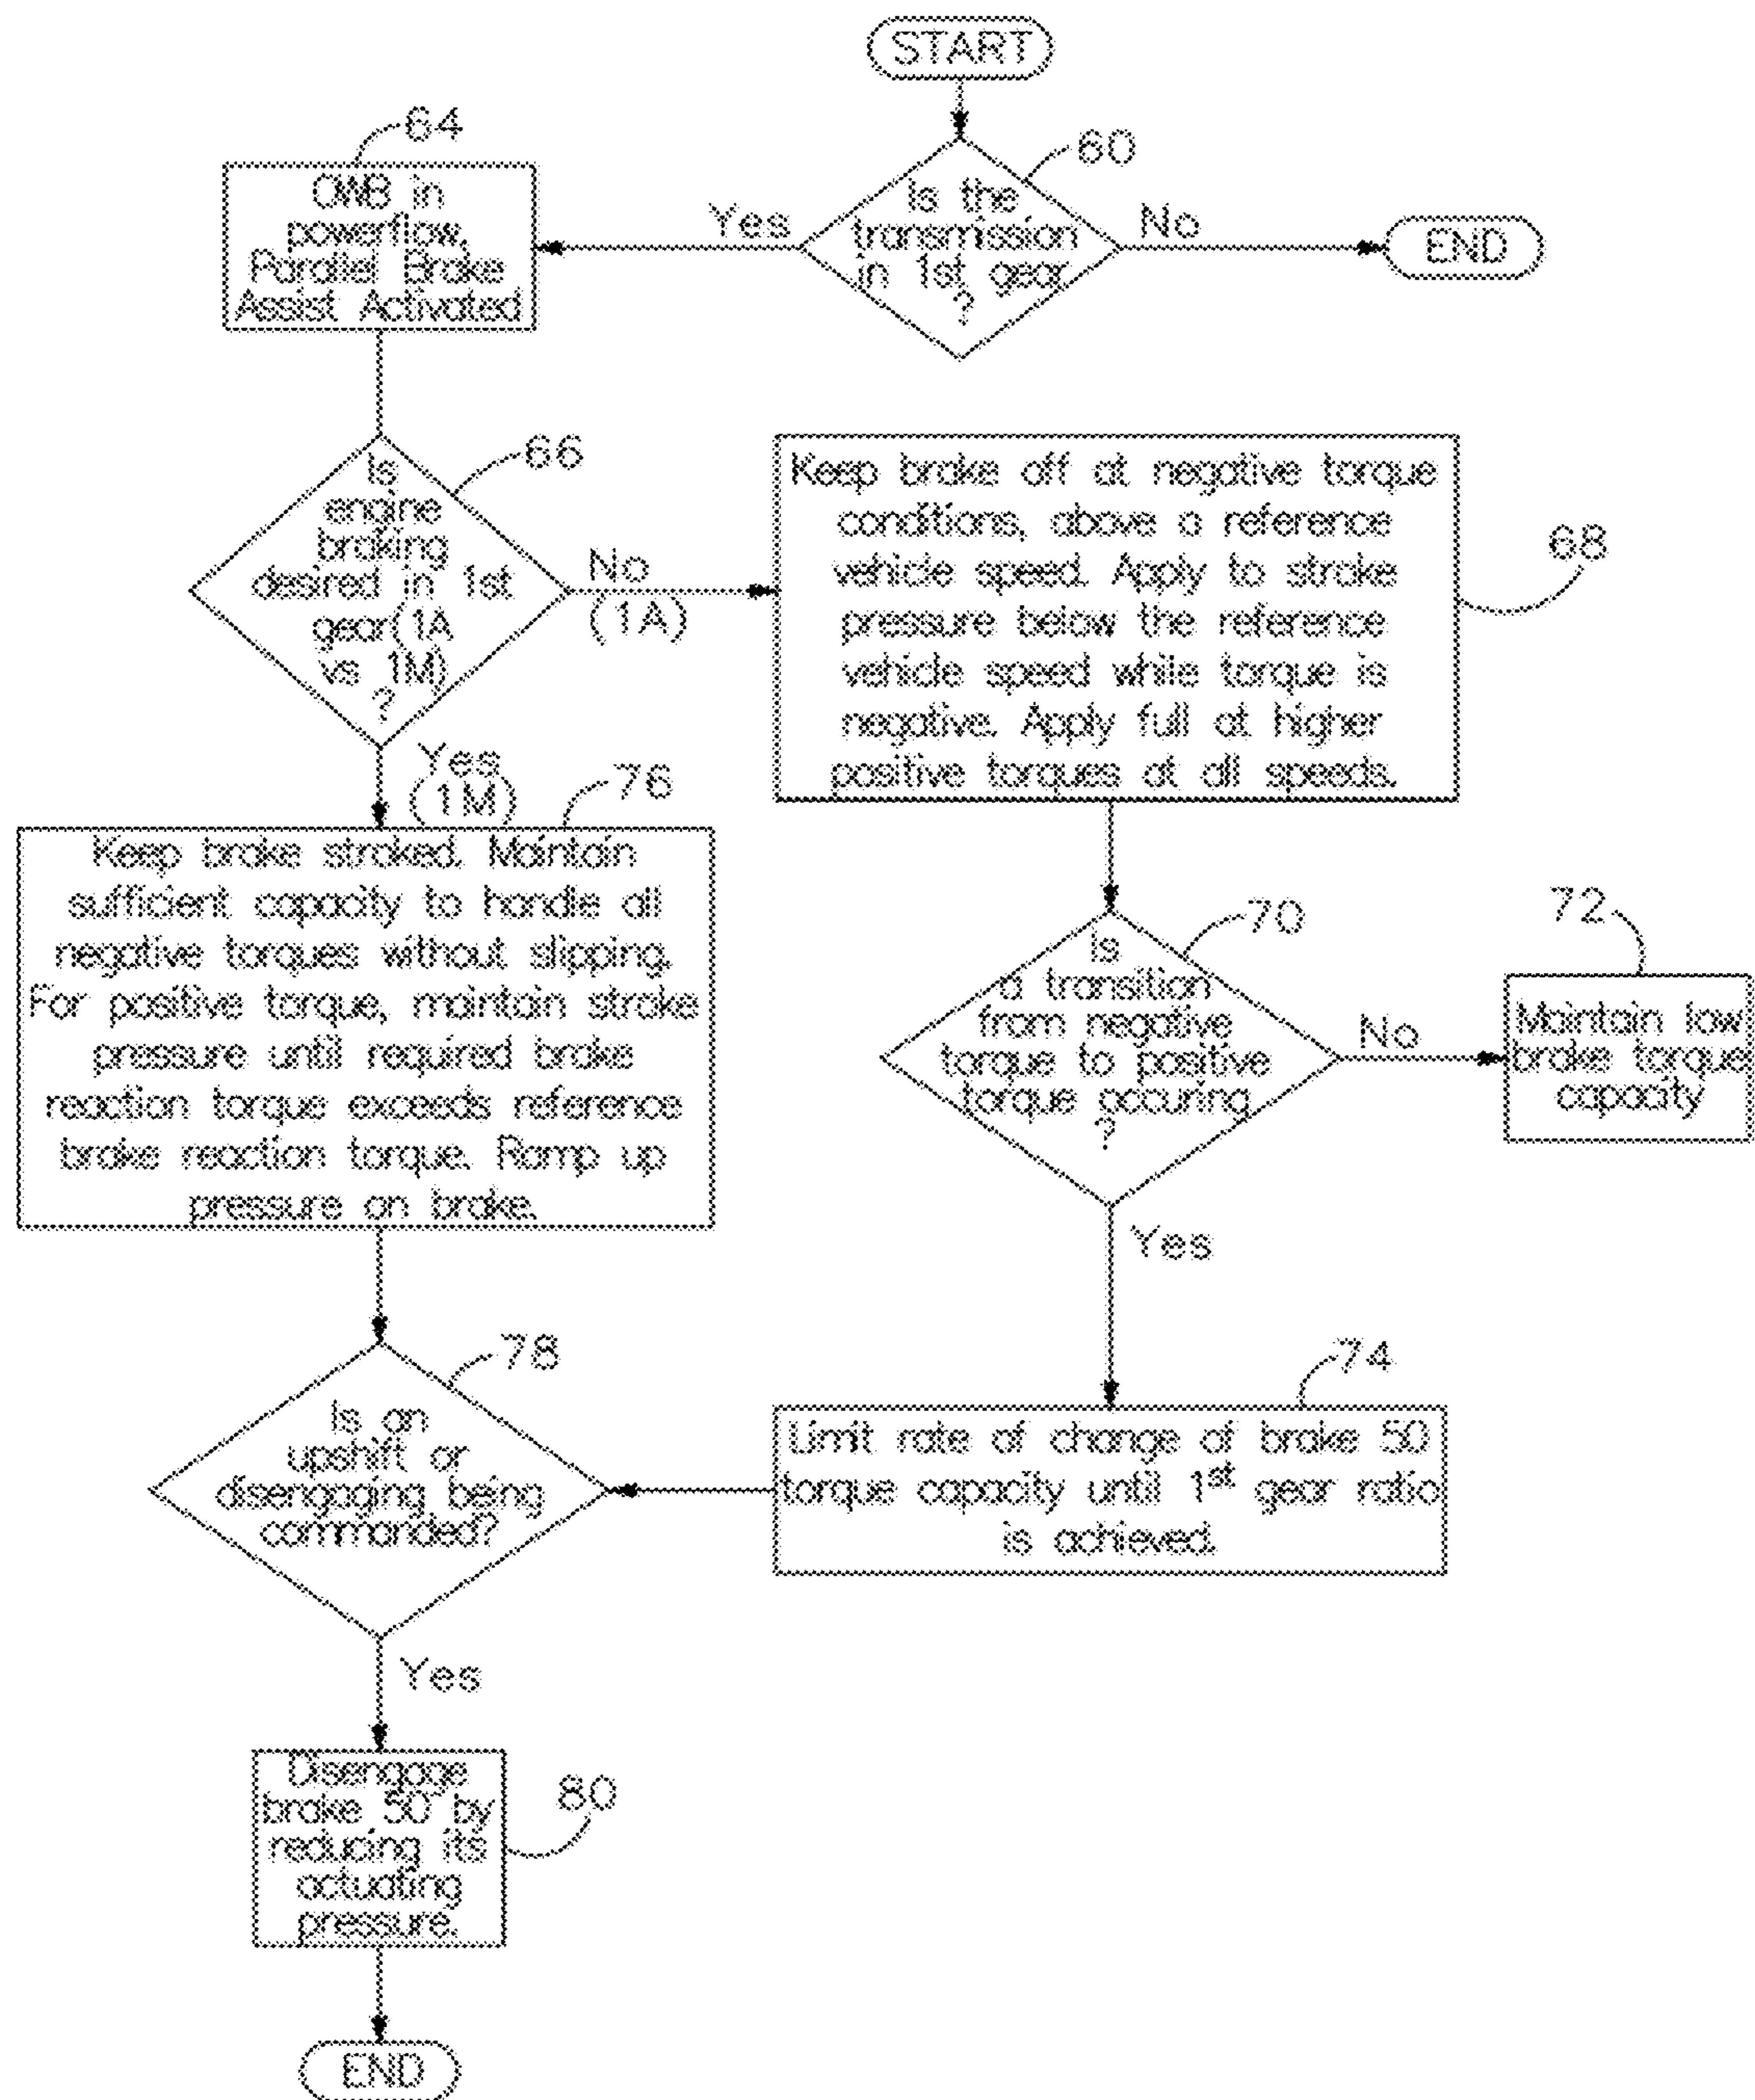 START
60
Is the
transmission
in 1st gear
?
Yes
No
END
64
OWB in
powerflow,
Parallel Brake
Assist Activated
66
Is
engine
braking
desired in 1st
gear(1A
vs 1M)
?
No
(1A)
Yes
(1M)
68
Keep brake off at negative torque
conditions, above a reference
vehicle speed. Apply to stroke
pressure below the reference
vehicle speed while torque is
negative. Apply full at higher
positive torques at all speeds.
76
Keep brake stroked. Maintain
sufficient capacity to handle all
negative torques without slipping.
For positive torque, maintain stroke
pressure until required brake
reaction torque exceeds reference
brake reaction torque. Ramp up
pressure on brake.
70
Is
a transition
from negative
torque to positive
torque occuring
?
No
72
Maintain low
brake torque
capacity
Yes
74
Limit rate of change of brake 50
torque capacity until 1st gear ratio
is achieved.
78
Is an
upshift or
disengaging being
commanded?
Yes
80
Disengage
brake 50 by
reducing its
actuating
pressure.
END